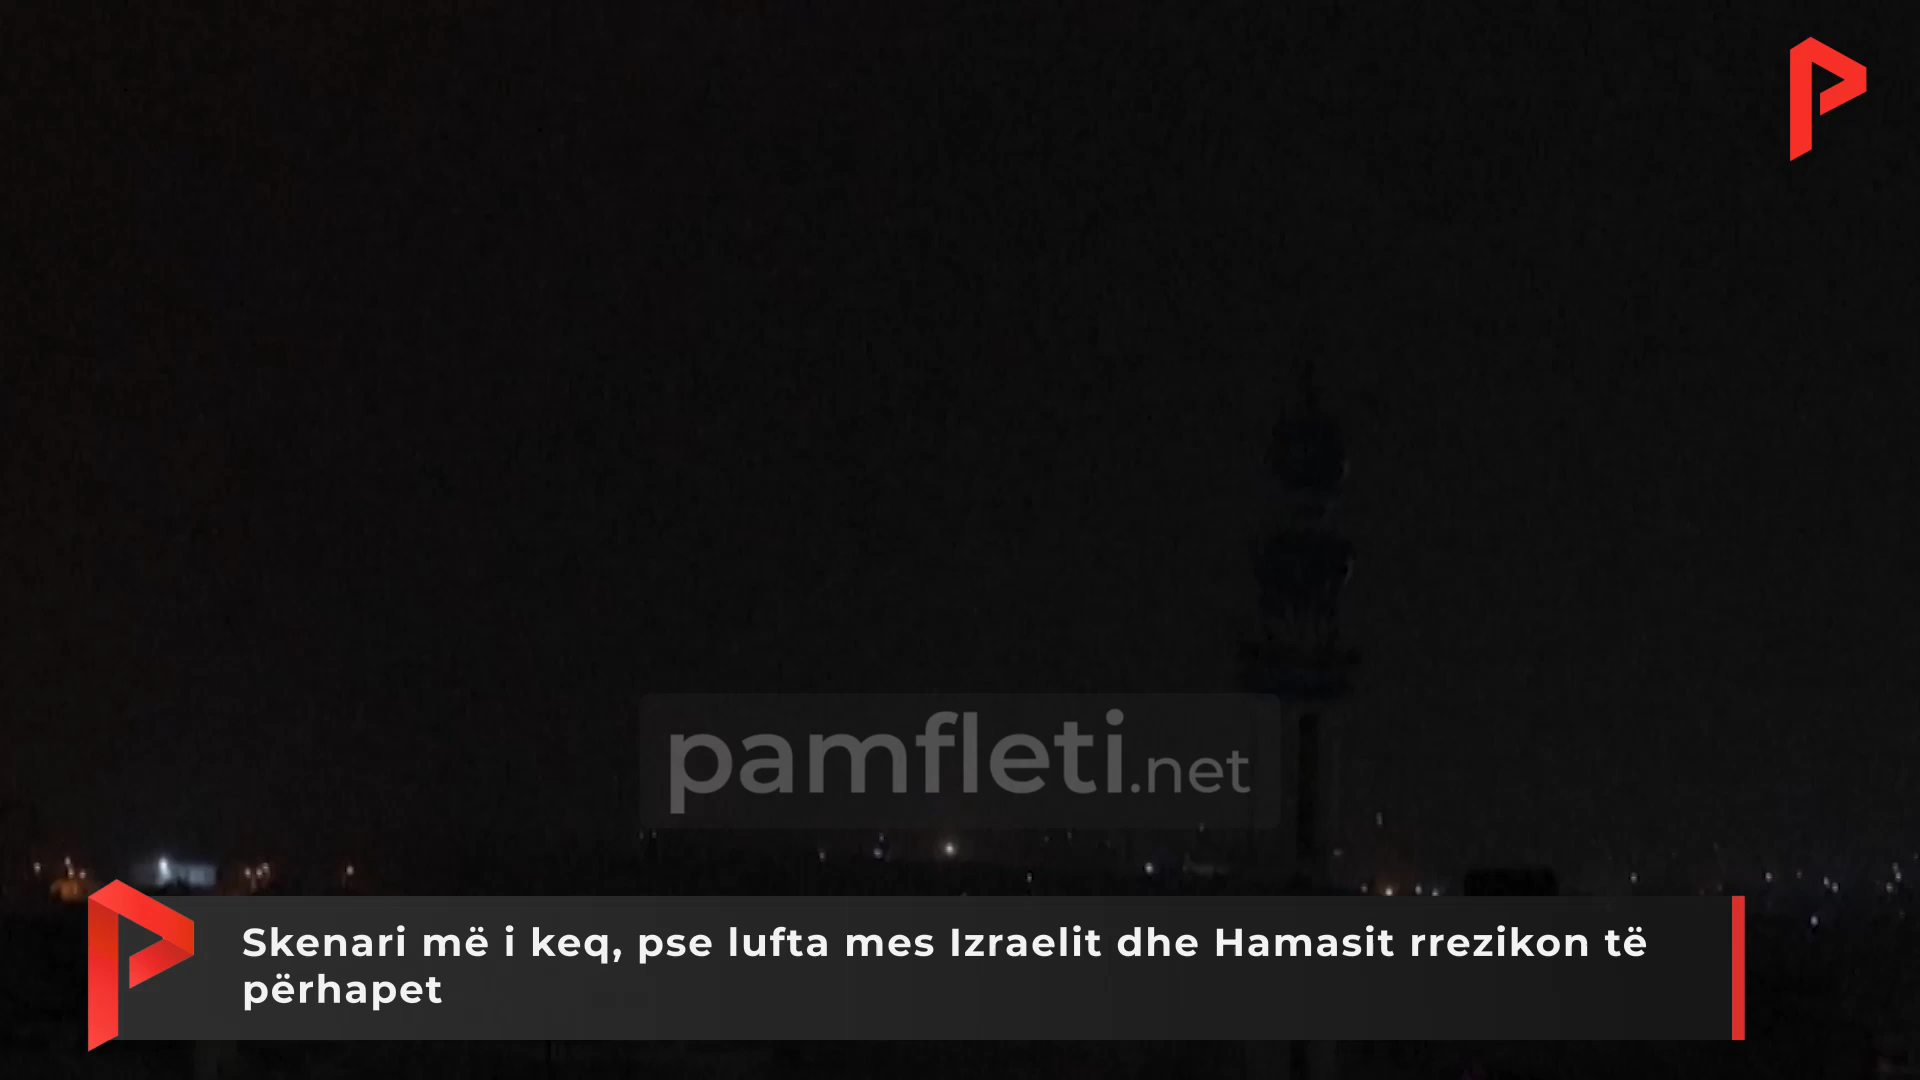 pamfleti.net
Skenari më i keq, pse lufta mes Izraelit dhe Hamasit rrezikon të
përhapet